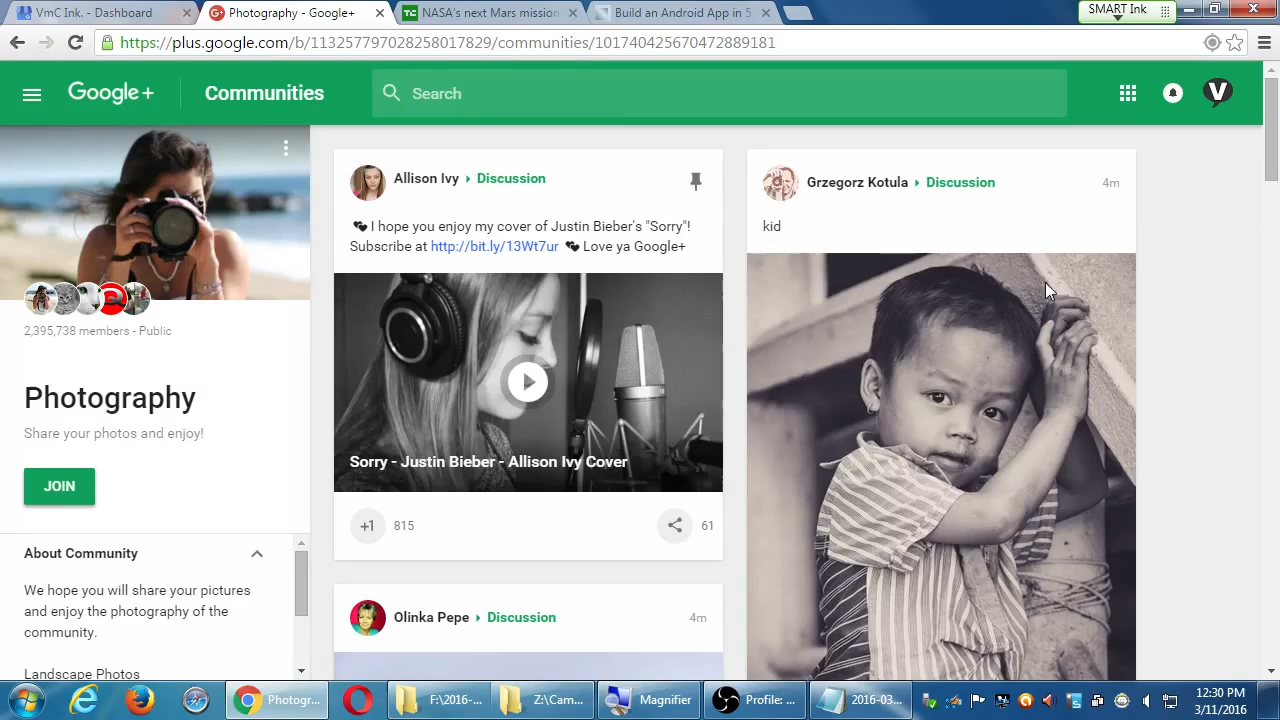 VmC Ink. - Dashboard
Photography - Google+
NASA's next Mars mission
Build an Android App in 5
SMART Ink
https://plus.google.com/b/113257797028258017829/communities/101740425670472889181
Google+
Communities
Search
V
2,395,738 members - Public
Photography
Share your photos and enjoy!
JOIN
About Community
We hope you will share your pictures
and enjoy the photography of the
community.
Landscape Photos
Allison Ivy
Discussion
I hope you enjoy my cover of Justin Bieber's "Sorry"!
Subscribe at http://bit.ly/13Wt7ur Love ya Google+
Sorry - Justin Bieber - Allison Ivy Cover
+1
815
61
Olinka Pepe
Discussion
4m
Grzegorz Kotula
Discussion
4m
kid
Photogr...
F:\2016-...
Z:\Cam...
Magnifier
Profile: ...
2016-03...
12:30 PM
3/11/2016